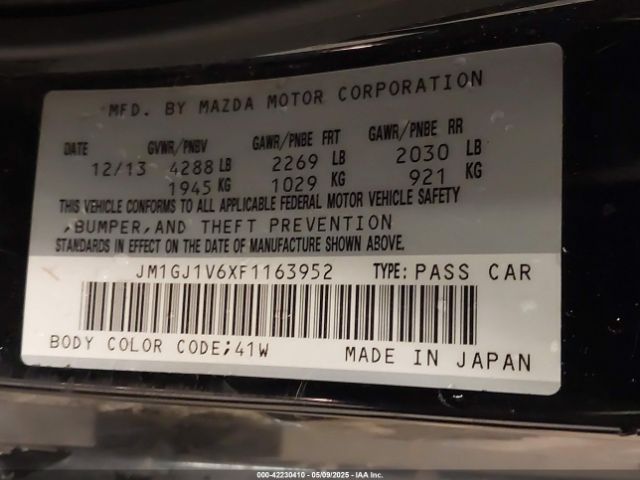 MFD. BY MAZDA MOTOR CORPORATION
DATE GVWR/PNBV GAWR/PNBE FRT GAWR/PNBE RR
12/13 4288 LB 2269 LB 2030 LB
1945 KG 1029 KG 921 KG
THIS VEHICLE CONFORMS TO ALL APPLICABLE FEDERAL MOTOR VEHICLE SAFETY
,BUMPER,AND THEFT PREVENTION
STANDARDS IN EFFECT ON THE DATE OF MANUFACTURE SHOWN ABOVE.
JM1GJ1V6XF1163952 TYPE: PASS CAR
BODY COLOR CODE;41W MADE IN JAPAN
000-42230410 - 05/09/2025 - IAA Inc.